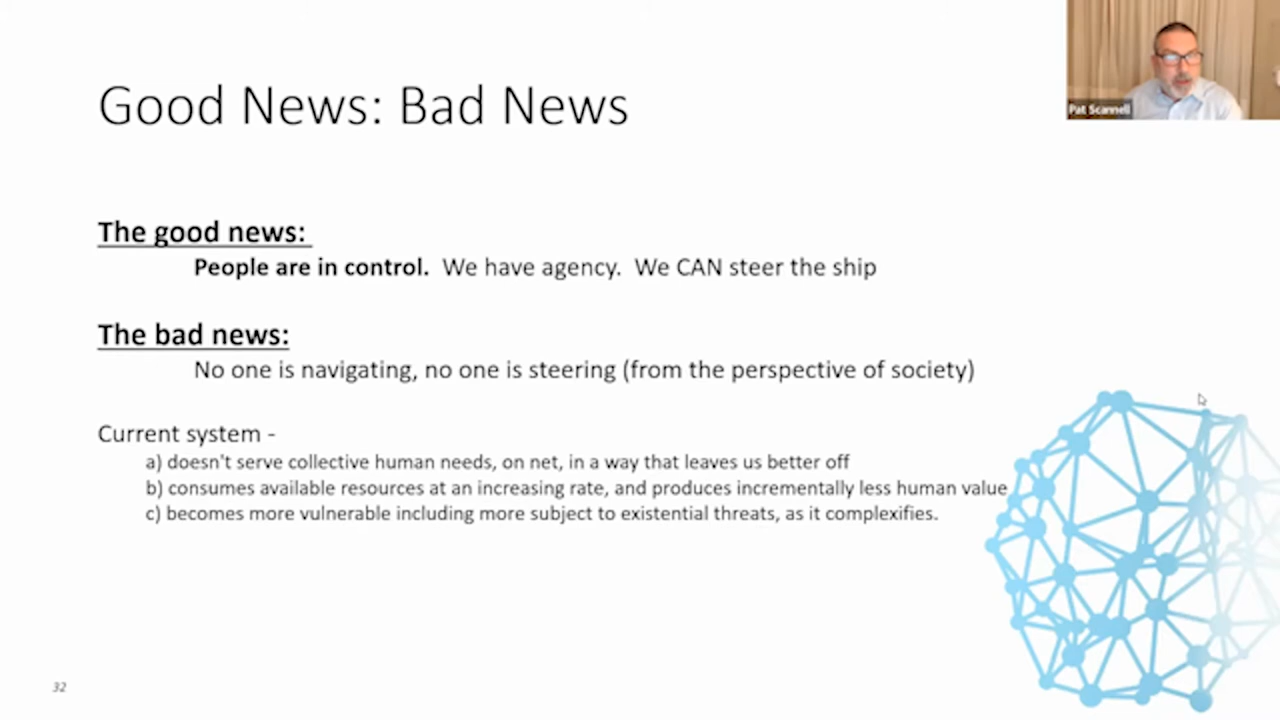 Good News: Bad News
Pat Scannell
The good news:
People are in control. We have agency. We CAN steer the ship
The bad news:
No one is navigating, no one is steering (from the perspective of society)
Current system -
a) doesn't serve collective human needs, on net, in a way that leaves us better off
b) consumes available resources at an increasing rate, and produces incrementally less human value
c) becomes more vulnerable including more subject to existential threats, as it complexifies.
32